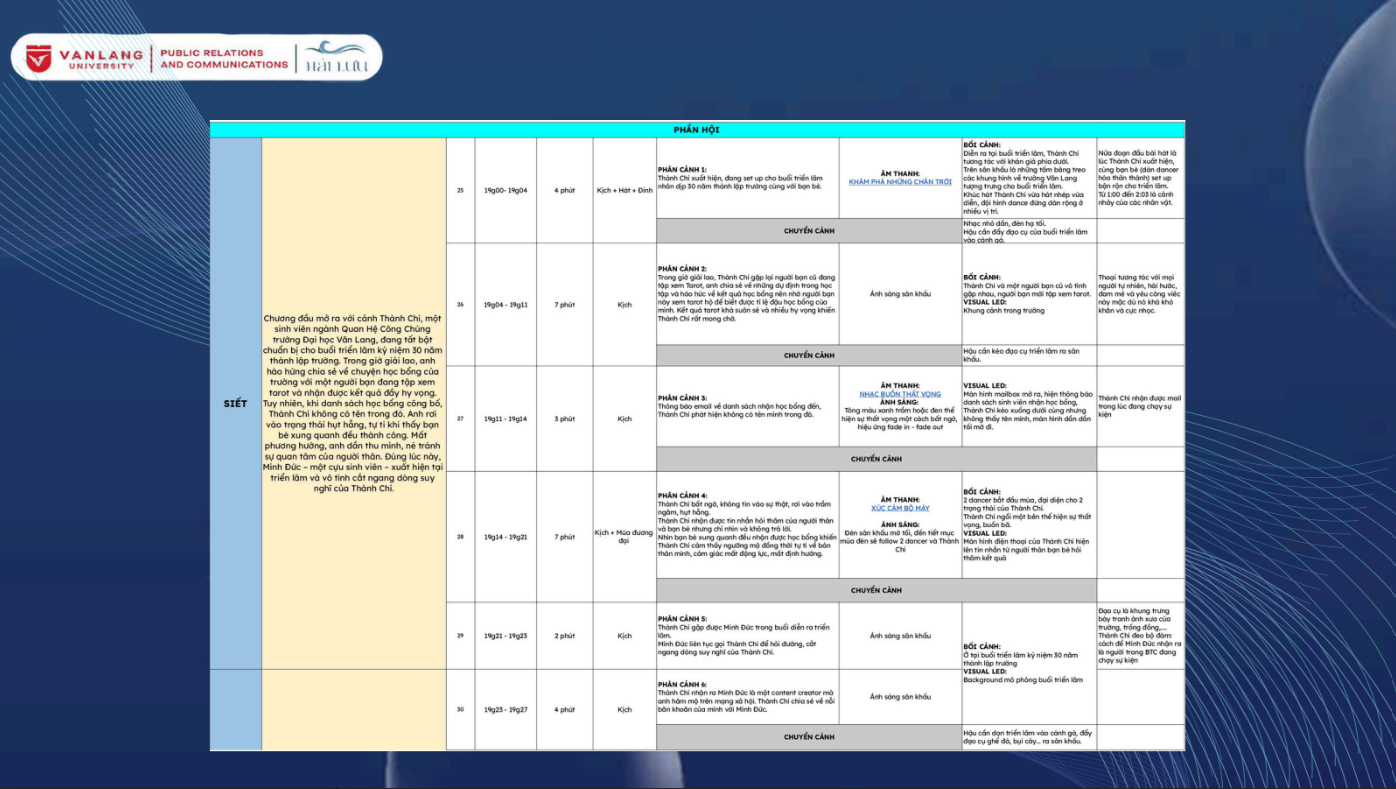 VANLANG
UNIVERSITY
PUBLIC RELATIONS
AND COMMUNICATIONS
HẢI LƯU
PHẦN HỘI
SIẾT
Chương đầu mở ra với cảnh Thành Chí, một
sinh viên ngành Quan Hệ Công Chúng
trường Đại học Văn Lang, đang tất bật
chuẩn bị cho buổi triển lãm kỷ niệm 30 năm
thành lập trường. Trong giờ giải lao, anh
hào hứng chia sẻ về chuyện học bổng của
trường với một người bạn đang tập xem
tarot và nhận được kết quả đầy hy vọng.
Tuy nhiên, khi danh sách học bổng công bố,
Thành Chí không có tên trong đó. Anh rơi
vào trạng thái hụt hẫng, tự ti khi thấy bạn
bè xung quanh đều thành công. Mất
phương hướng, anh dần thu mình, né tránh
sự quan tâm của người thân. Đúng lúc này,
Minh Đức – một cựu sinh viên – xuất hiện tại
triển lãm và vô tình cắt ngang dòng suy
nghĩ của Thành Chí.
25
19g00- 19g04
4 phút
Kịch + Hát + Đính
PHÂN CẢNH 1:
Thành Chí xuất hiện, đang set up cho buổi triển lãm
nhân dịp 30 năm thành lập trường cùng với bạn bè.
ÂM THANH:
KHÁM PHÁ NHỮNG CHÂN TRỜI
BỐI CẢNH:
Diễn ra tại buổi triển lãm, Thành Chí
tương tác với khán giả phía dưới.
Trên sân khấu là những tấm bảng treo
các khung hình về trường Văn Lang
tượng trưng cho buổi triển lãm.
Khúc hát Thành Chí vừa hát nhép vừa
diễn, đội hình dance đứng dàn rộng ở
nhiều vị trí.
Nửa đoạn đầu bài hát là
lúc Thành Chí xuất hiện,
cùng bạn bè (dàn dancer
hóa thân thành) set up
bận rộn cho triển lãm.
Từ 1:00 đến 2:03 là cảnh
nhảy của các nhân vật.
CHUYỂN CẢNH
Nhạc nhỏ dần, đèn hạ tối.
Hậu cần đẩy đạo cụ của buổi triển lãm
vào cánh gà.
26
19g04 - 19g11
7 phút
Kịch
PHÂN CẢNH 2:
Trong giờ giải lao, Thành Chí gặp lại người bạn cũ đang
tập xem Tarot, anh chia sẻ về những dự định trong học
tập và háo hức về kết quả học bổng nên nhờ người bạn
này xem tarot hộ để biết được tỉ lệ đậu học bổng của
mình. Kết quả tarot khá suôn sẻ và nhiều hy vọng khiến
Thành Chí rất mong chờ.
Ánh sáng sân khấu
BỐI CẢNH:
Thành Chí và một người bạn cũ vô tình
gặp nhau, người bạn mới tập xem tarot.
VISUAL LED:
Khung cảnh trong trường
Thoại tương tác với mọi
người tự nhiên, hài hước,
đam mê và yêu công việc
này mặc dù nó khá khó
khăn và cực nhọc.
CHUYỂN CẢNH
Hậu cần kéo đạo cụ triển lãm ra sân
khấu.
27
19g11 - 19g14
3 phút
Kịch
PHÂN CẢNH 3:
Thông báo email về danh sách nhận học bổng đến,
Thành Chí phát hiện không có tên mình trong đó.
ÂM THANH:
NHẠC BUỒN THẤT VỌNG
ÁNH SÁNG:
Tông màu xanh trầm hoặc đen thể
hiện sự thất vọng một cách bất ngờ,
hiệu ứng fade in - fade out
VISUAL LED:
Màn hình mailbox mở ra, hiện thông báo
danh sách sinh viên nhận học bổng,
Thành Chí kéo xuống dưới cùng nhưng
không thấy tên mình, màn hình dần dần
tối mờ đi.
Thành Chí nhận được mail
trong lúc đang chạy sự
kiện
CHUYỂN CẢNH
28
19g14 - 19g21
7 phút
Kịch + Múa đương
đại
PHÂN CẢNH 4:
Thành Chí bất ngờ, không tin vào sự thật, rơi vào trầm
ngâm, hụt hẫng.
Thành Chí nhận được tin nhắn hỏi thăm của người thân
và bạn bè nhưng chỉ nhìn và không trả lời.
Nhìn bạn bè xung quanh đều nhận được học bổng khiến
Thành Chí cảm thấy ngưỡng mộ đồng thời tự ti về bản
thân mình, cảm giác mất động lực, mất định hướng.
ÂM THANH:
XÚC CẢM BỘ MÁY
ÁNH SÁNG:
Đèn sân khấu mờ tối, đến tiết mục
múa đèn sẽ follow 2 dancer và Thành
Chí
BỐI CẢNH:
2 dancer bắt đầu múa, đại diện cho 2
trạng thái của Thành Chí.
Thành Chí ngồi một bên thể hiện sự thất
vọng, buồn bã.
VISUAL LED:
Màn hình điện thoại của Thành Chí hiện
lên tin nhắn từ người thân bạn bè hỏi
thăm kết quả
CHUYỂN CẢNH
29
19g21 - 19g23
2 phút
Kịch
PHÂN CẢNH 5:
Thành Chí gặp được Minh Đức trong buổi diễn ra triển
lãm.
Minh Đức liên tục gọi Thành Chí để hỏi đường, cắt
ngang dòng suy nghĩ của Thành Chí.
Ánh sáng sân khấu
BỐI CẢNH:
Ở tại buổi triển lãm kỷ niệm 30 năm
thành lập trường
VISUAL LED:
Background mô phỏng buổi triển lãm
Đạo cụ là khung trưng
bày tranh ảnh xưa của
trường, trống đồng,...
Thành Chí đeo bộ đàm:
cách để Minh Đức nhận ra
là người trong BTC đang
chạy sự kiện
30
19g23 - 19g27
4 phút
Kịch
PHÂN CẢNH 6:
Thành Chí nhận ra Minh Đức là một content creator mà
anh hâm mộ trên mạng xã hội. Thành Chí chia sẻ về nỗi
băn khoăn của mình với Minh Đức.
Ánh sáng sân khấu
CHUYỂN CẢNH
Hậu cần dọn triển lãm vào cánh gà, đẩy
đạo cụ ghế đá, bụi cây... ra sân khấu.